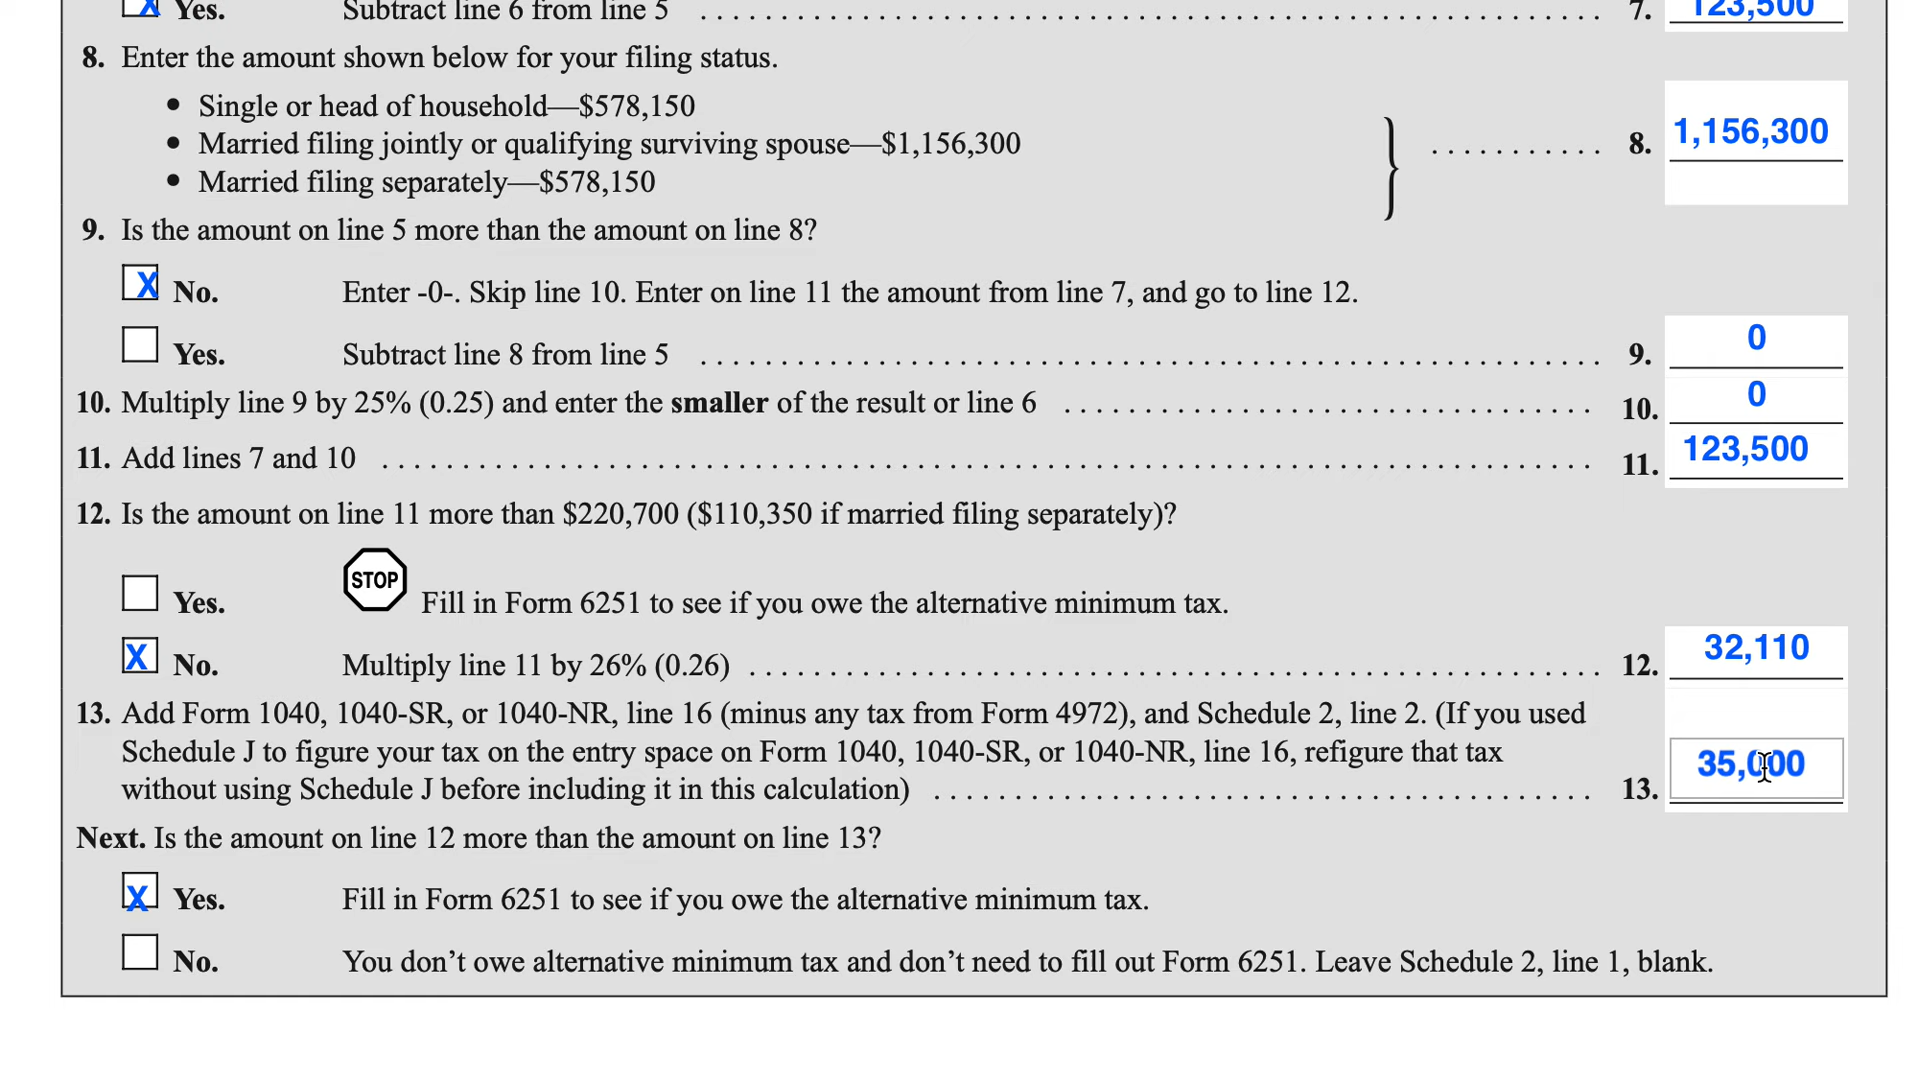 Yes. Subtract line 6 from line 5 7. 123,500
8. Enter the amount shown below for your filing status.
• Single or head of household—$578,150
• Married filing jointly or qualifying surviving spouse—$1,156,300
• Married filing separately—$578,150
8. 1,156,300
9. Is the amount on line 5 more than the amount on line 8?
X No. Enter -0-. Skip line 10. Enter on line 11 the amount from line 7, and go to line 12.
Yes. Subtract line 8 from line 5 9. 0
10. Multiply line 9 by 25% (0.25) and enter the smaller of the result or line 6 10. 0
11. Add lines 7 and 10 11. 123,500
12. Is the amount on line 11 more than $220,700 ($110,350 if married filing separately)?
Yes. STOP Fill in Form 6251 to see if you owe the alternative minimum tax.
X No. Multiply line 11 by 26% (0.26) 12. 32,110
13. Add Form 1040, 1040-SR, or 1040-NR, line 16 (minus any tax from Form 4972), and Schedule 2, line 2. (If you used
Schedule J to figure your tax on the entry space on Form 1040, 1040-SR, or 1040-NR, line 16, refigure that tax
without using Schedule J before including it in this calculation) 13. 35,000
Next. Is the amount on line 12 more than the amount on line 13?
X Yes. Fill in Form 6251 to see if you owe the alternative minimum tax.
No. You don’t owe alternative minimum tax and don’t need to fill out Form 6251. Leave Schedule 2, line 1, blank.